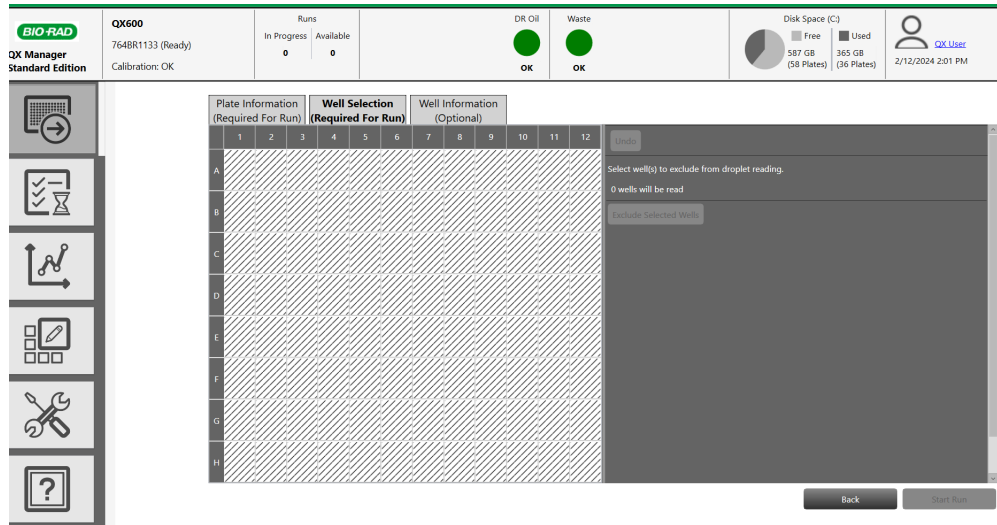 BIO-RAD
QX Manager
Standard Edition
QX600
764BR1133 (Ready)
Calibration: OK
Runs
In Progress Available
0 0
DR Oil
OK
Waste
OK
Disk Space (C:)
Free Used
587 GB 365 GB
(58 Plates) (36 Plates)
QX User
2/12/2024 2:01 PM
Plate Information
(Required For Run)
Well Selection
(Required For Run)
Well Information
(Optional)
1 2 3 4 5 6 7 8 9 10 11 12
A
B
C
D
E
F
G
H
Undo
Select well(s) to exclude from droplet reading.
0 wells will be read
Exclude Selected Wells
?
Back Start Run